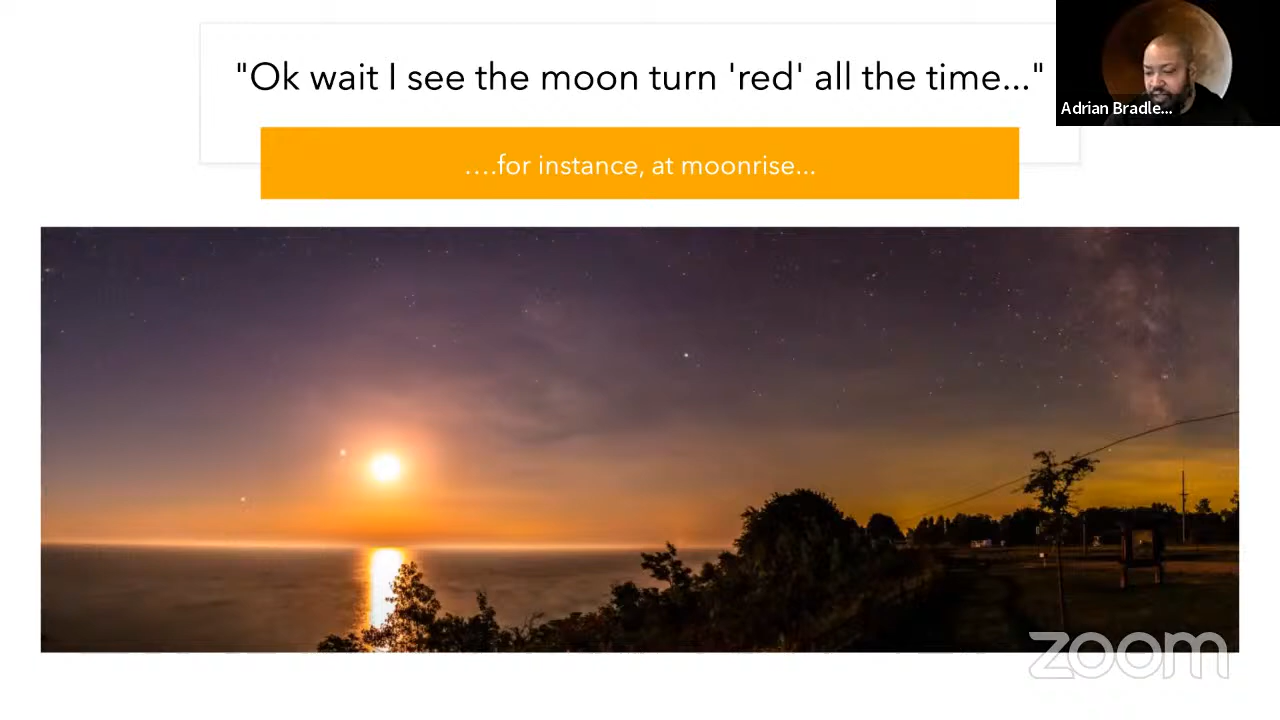 "Ok wait I see the moon turn 'red' all the time..."
Adrian Bradle...
....for instance, at moonrise...
zoom